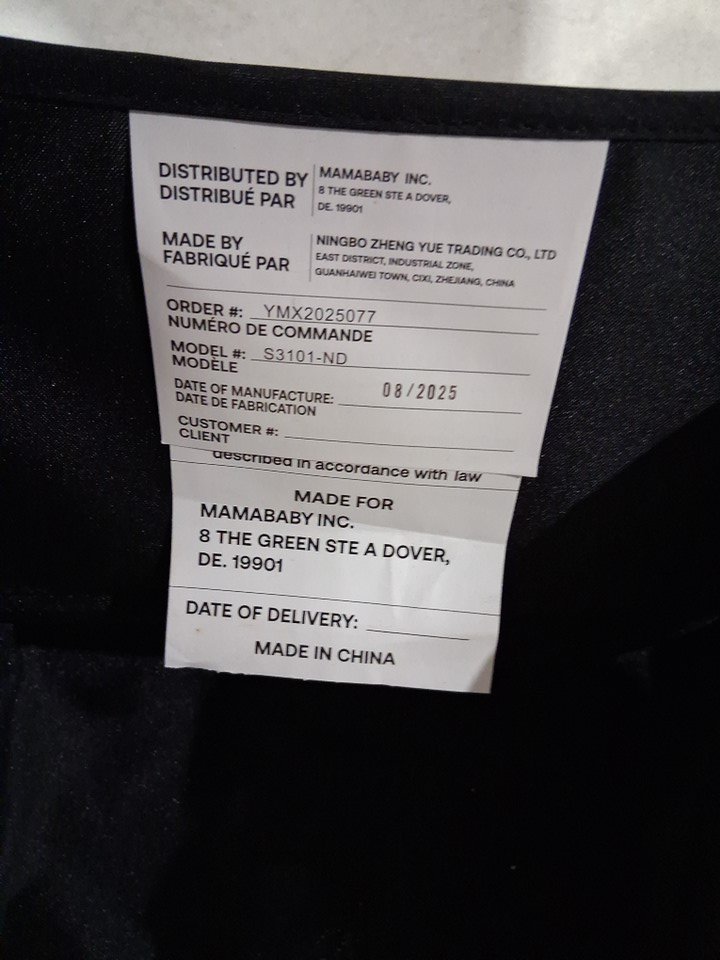 DISTRIBUTED BY
DISTRIBUÉ PAR
MAMABABY INC.
8 THE GREEN STE A DOVER,
DE. 19901
MADE BY
FABRIQUÉ PAR
NINGBO ZHENG YUE TRADING CO., LTD
EAST DISTRICT, INDUSTRIAL ZONE,
GUANHAIWEI TOWN, CIXI, ZHEJIANG, CHINA
ORDER #: YMX2025077
NUMÉRO DE COMMANDE
MODEL #: S3101-ND
MODÈLE
DATE OF MANUFACTURE: 08/2025
DATE DE FABRICATION
CUSTOMER #:
CLIENT
described in accordance with law
MADE FOR
MAMABABY INC.
8 THE GREEN STE A DOVER,
DE. 19901
DATE OF DELIVERY:
MADE IN CHINA